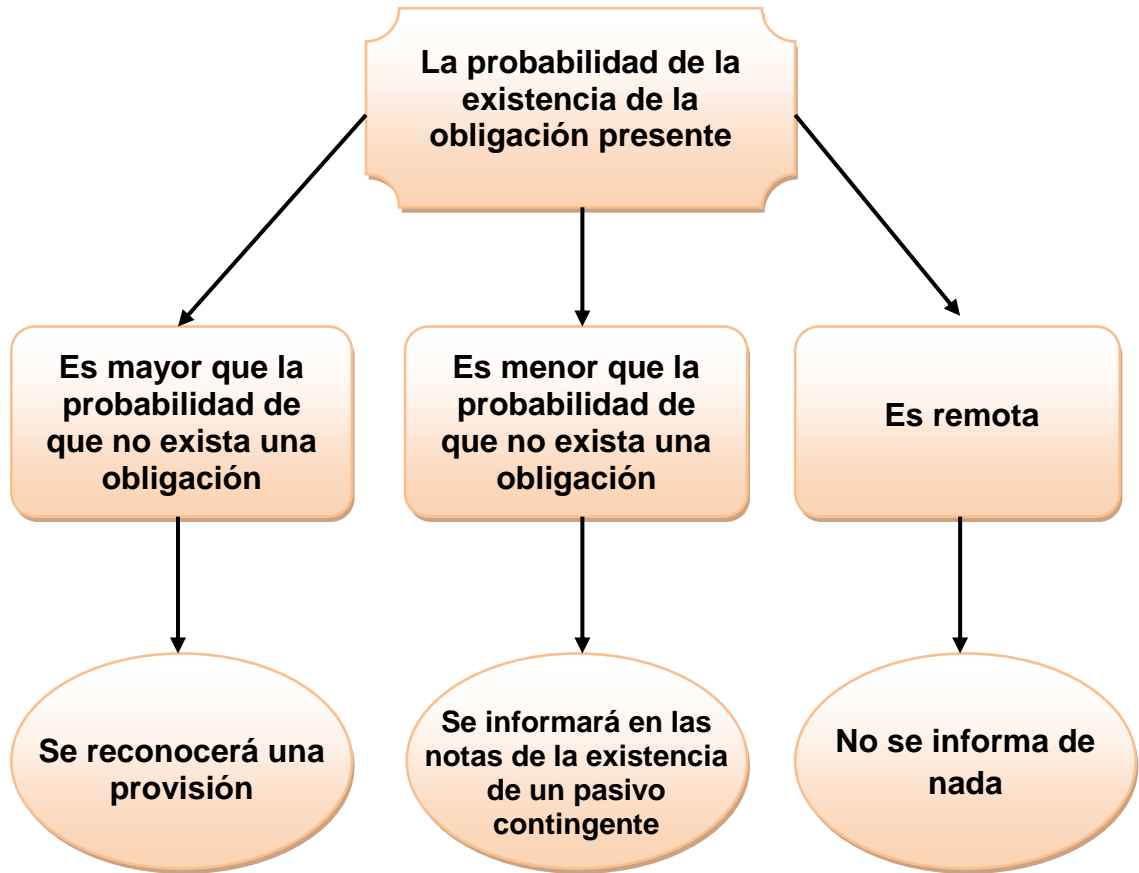 La probabilidad de la
existencia de la
obligación presente
Es mayor que la
probabilidad de
que no exista una
obligación
Es menor que la
probabilidad de
que no exista una
obligación
Es remota
Se reconocerá una
provisión
Se informará en las
notas de la existencia
de un pasivo
contingente
No se informa de
nada